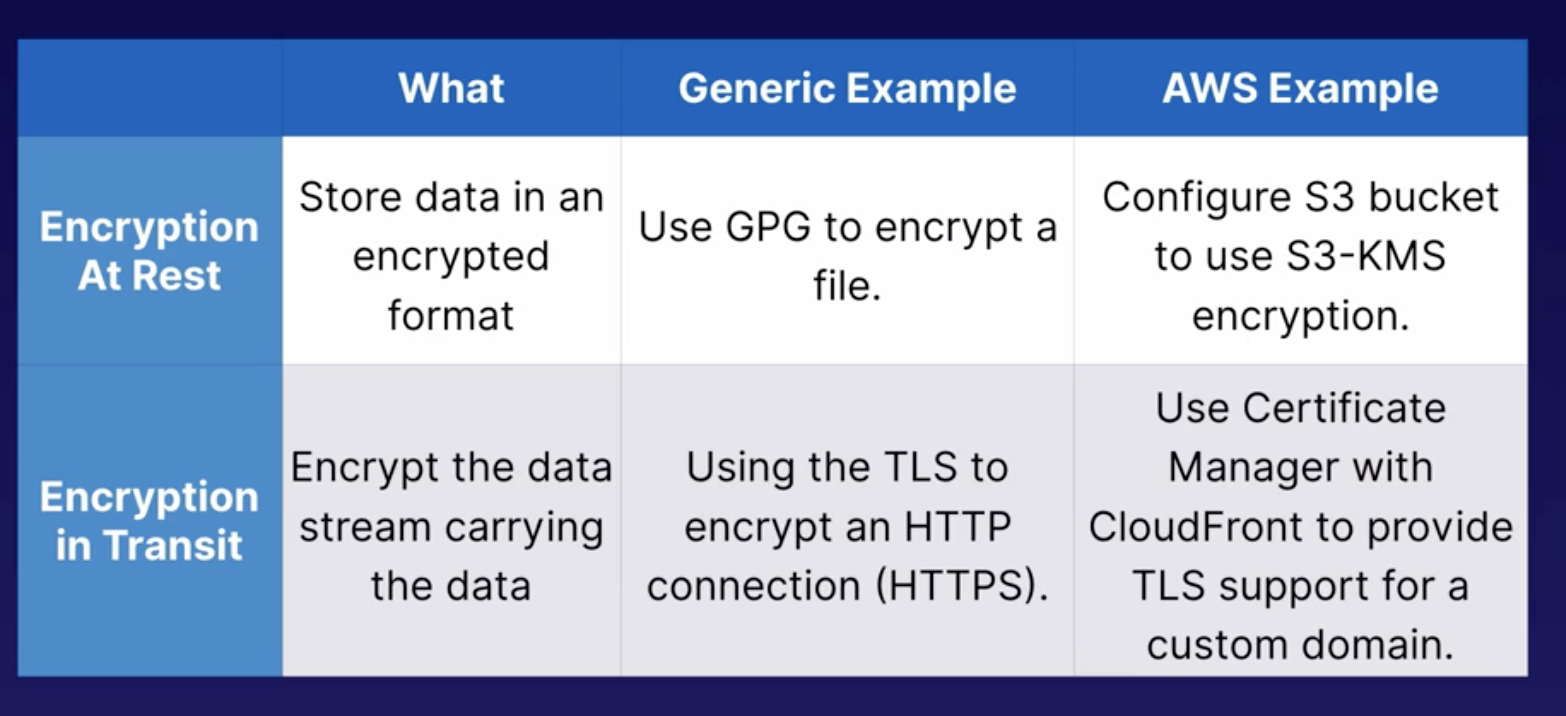 What
Generic Example
AWS Example
Encryption
At Rest
Store data in an
encrypted
format
Use GPG to encrypt a
file.
Configure S3 bucket
to use S3-KMS
encryption.
Encryption
in Transit
Encrypt the data
stream carrying
the data
Using the TLS to
encrypt an HTTP
connection (HTTPS).
Use Certificate
Manager with
CloudFront to provide
TLS support for a
custom domain.